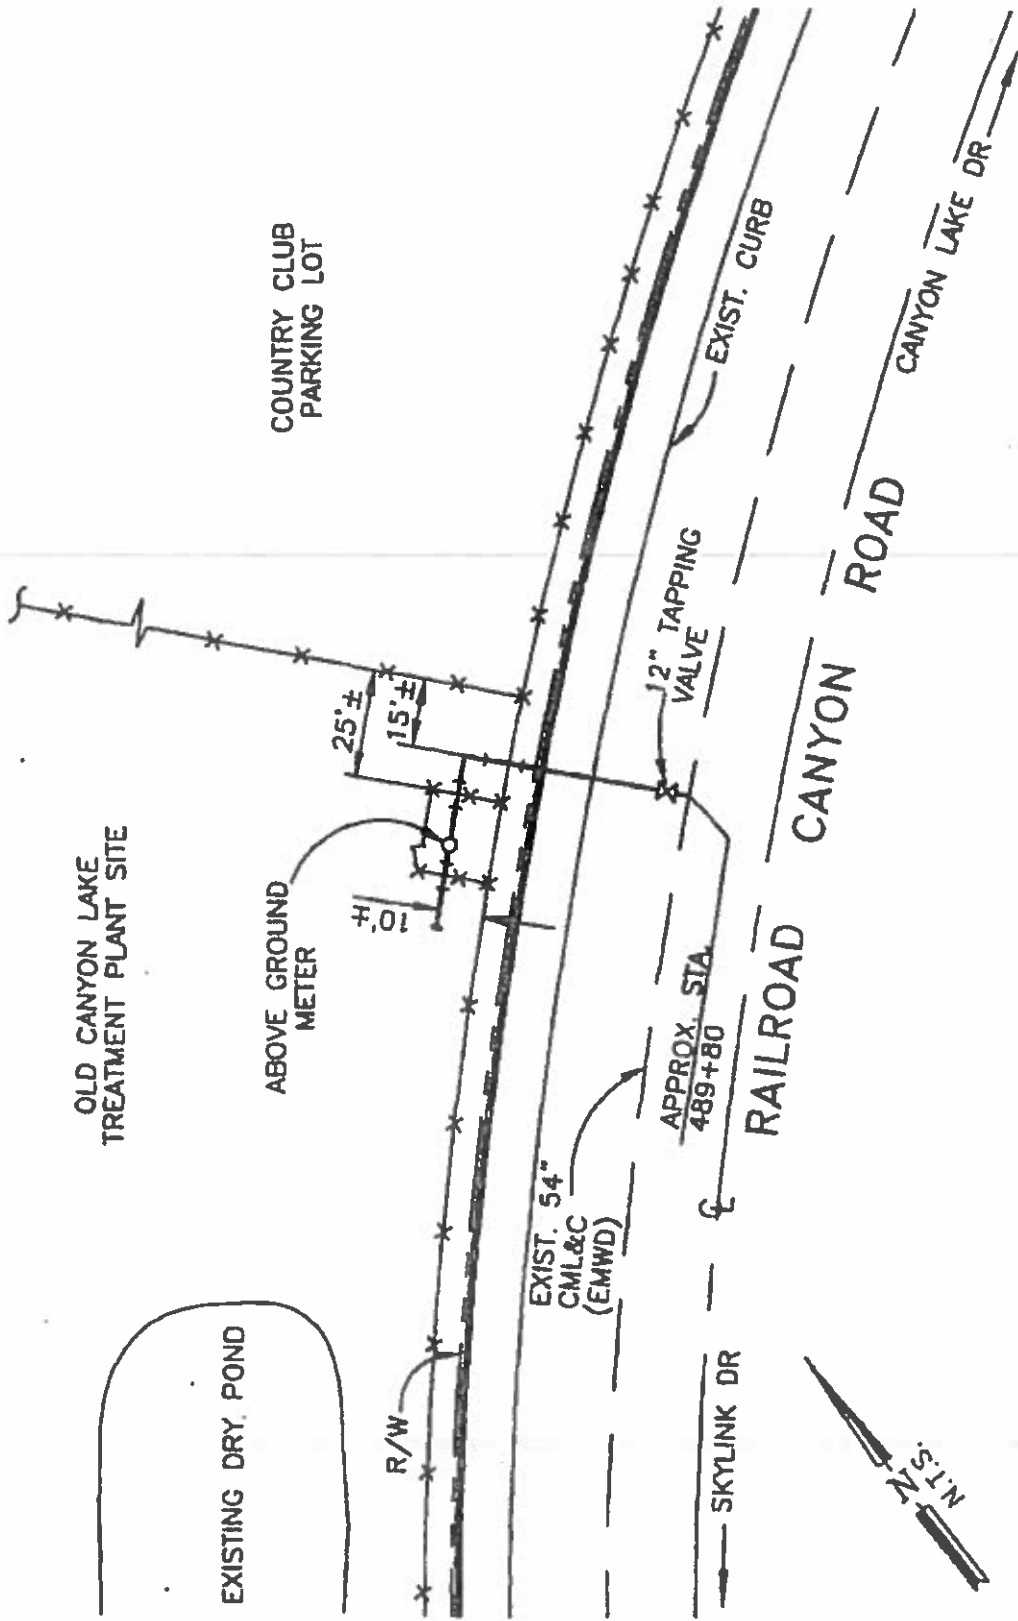 COUNTRY CLUB
PARKING LOT
OLD CANYON LAKE
TREATMENT PLANT SITE
25'±
15'±
ABOVE GROUND
METER
10'±
EXISTING DRY POND
R/W
EXIST. CURB
12" TAPPING
VALVE
EXIST. 54"
CML&C
(EMWD)
APPROX. STA.
489+80
RAILROAD CANYON ROAD
CANYON LAKE DR
SKYLINK DR
℄
N
N.T.S.